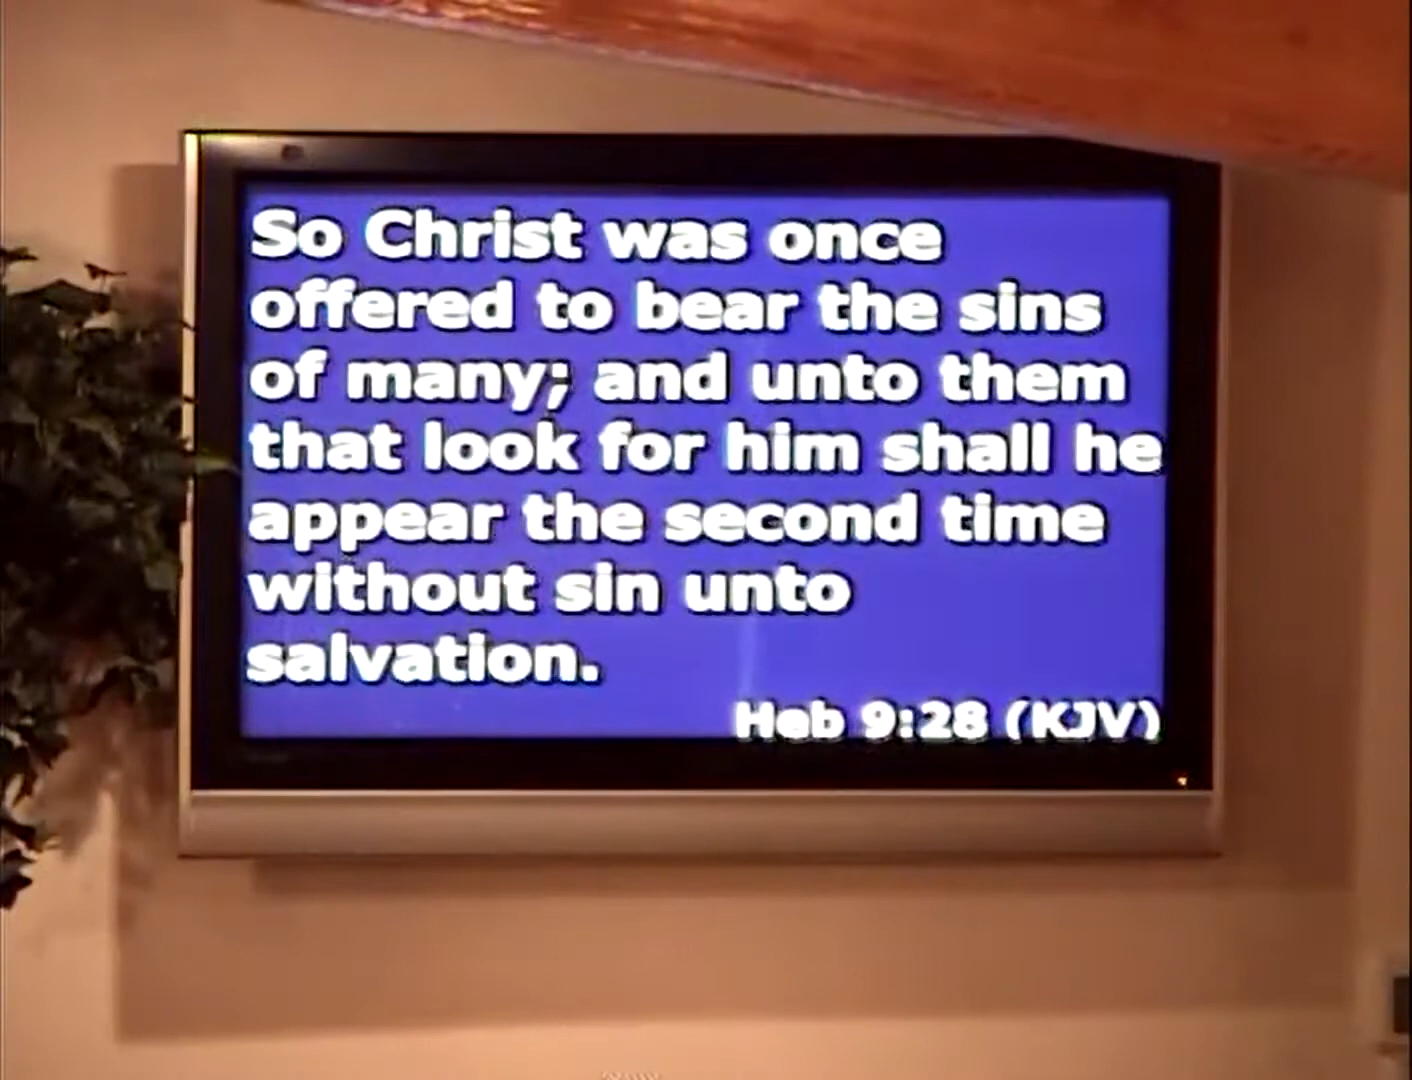 So Christ was once
offered to bear the sins
of many; and unto them
that look for him shall he
appear the second time
without sin unto
salvation.
Heb 9:28 (KJV)